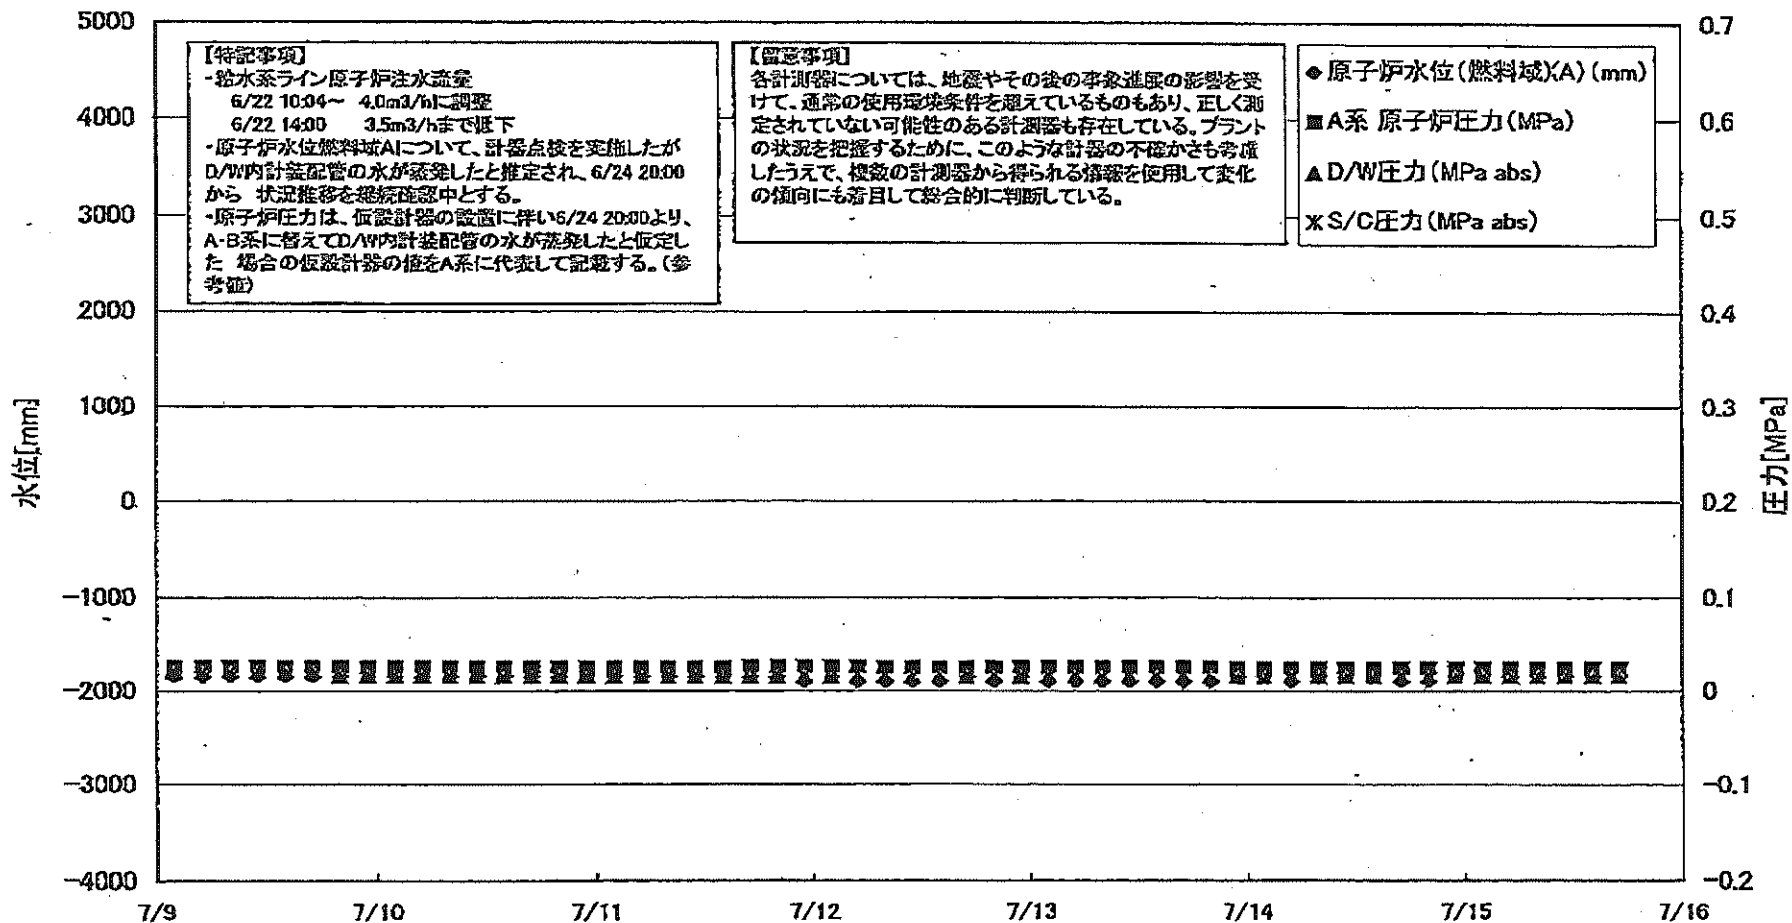 5000
4000
3000
2000
1000
0
-1000
-2000
-3000
-4000
水位[mm]
【特記事項】
・給水系ライン原子炉注水流量
6/22 10:04～ 4.0m3/hに調整
6/22 14:00 3.5m3/hまで低下
・原子炉水位燃料域Aについて、計器点検を実施したが
D/W内計装配管の水が蒸発したと推定され、6/24 20:00
から 状況推移を継続確認中とする。
・原子炉圧力は、仮設計器の設置に伴い6/24 20:00より、
A・B系に替えてD/W内計装配管の水が蒸発したと仮定し
た 場合の仮設計器の値をA系に代表して記載する。(参
考値)
【留意事項】
各計測器については、地震やその後の事象進展の影響を受
けて、通常の使用環境条件を超えているものもあり、正しく測
定されていない可能性のある計測器も存在している。プラント
の状況を把握するために、このような計器の不確かさも考慮
したうえで、複数の計測器から得られる情報を使用して変化
の傾向にも着目して総合的に判断している。
原子炉水位(燃料域)(A)(mm)
A系 原子炉圧力(MPa)
D/W圧力(MPa abs)
S/C圧力(MPa abs)
0.7
0.6
0.5
0.4
0.3
0.2
0.1
0
-0.1
-0.2
圧力[MPa]
7/9
7/10
7/11
7/12
7/13
7/14
7/15
7/16